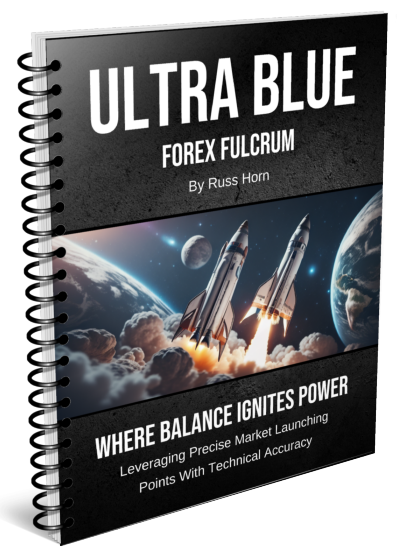 ULTRA BLUE
FOREX FULCRUM
By Russ Horn
WHERE BALANCE IGNITES POWER
Leveraging Precise Market Launching
Points With Technical Accuracy